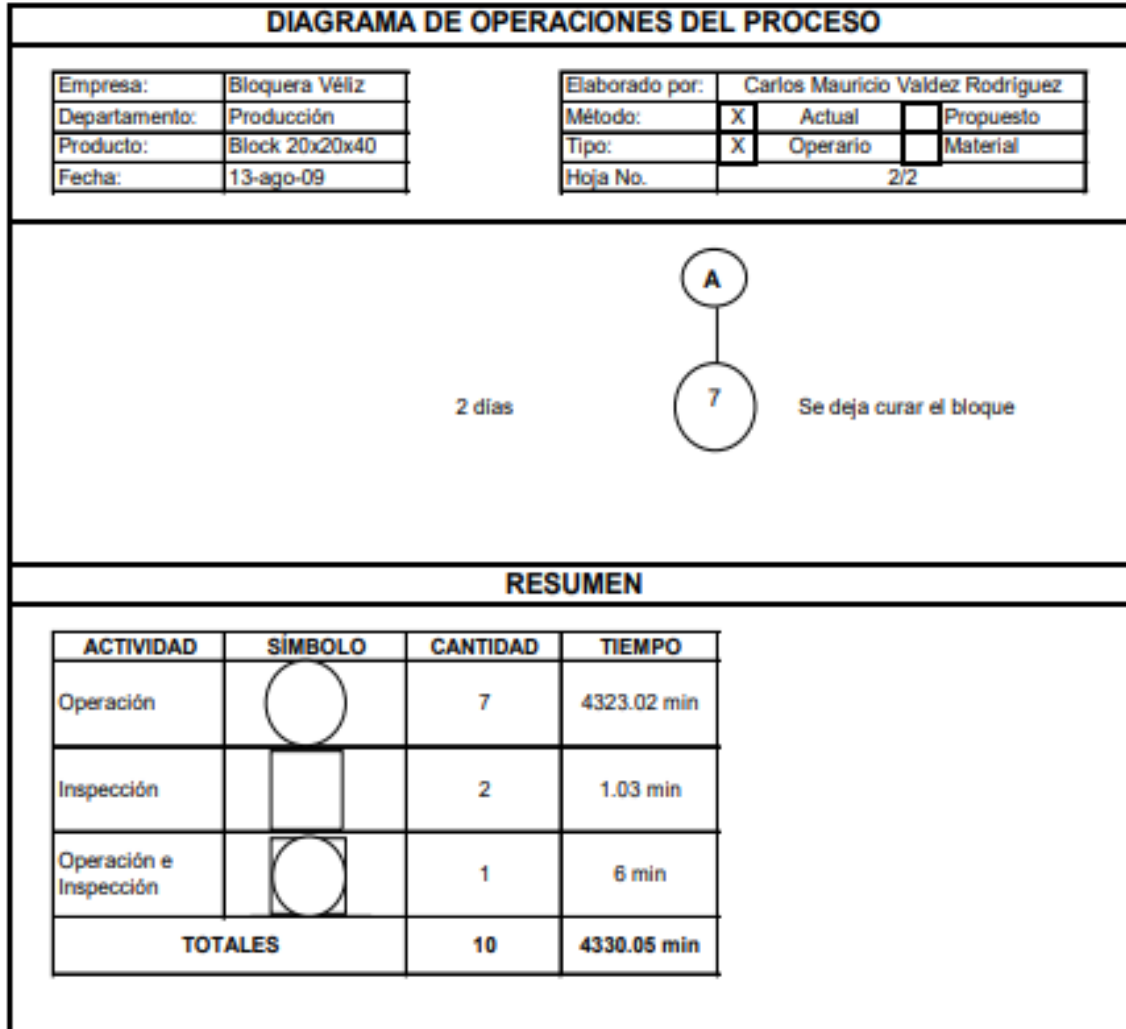 DIAGRAMA DE OPERACIONES DEL PROCESO
Empresa: Bloquera Véliz
Departamento: Producción
Producto: Block 20x20x40
Fecha: 13-ago-09
Elaborado por: Carlos Mauricio Valdez Rodríguez
Método: X Actual Propuesto
Tipo: X Operario Material
Hoja No. 2/2
A
2 días 7 Se deja curar el bloque
RESUMEN
ACTIVIDAD SÍMBOLO CANTIDAD TIEMPO
Operación 7 4323.02 min
Inspección 2 1.03 min
Operación e
Inspección 1 6 min
TOTALES 10 4330.05 min